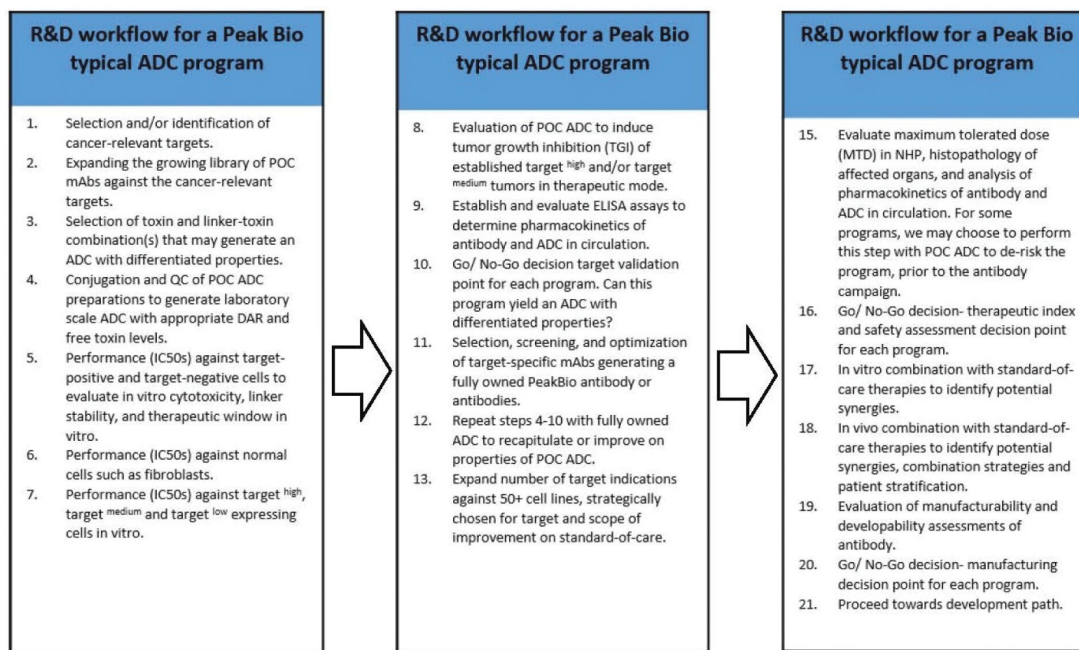 R&D workflow for a Peak Bio
typical ADC program
1. Selection and/or identification of
cancer-relevant targets.
2. Expanding the growing library of POC
mAbs against the cancer-relevant
targets.
3. Selection of toxin and linker-toxin
combination(s) that may generate an
ADC with differentiated properties.
4. Conjugation and QC of POC ADC
preparations to generate laboratory
scale ADC with appropriate DAR and
free toxin levels.
5. Performance (IC50s) against target-
positive and target-negative cells to
evaluate in vitro cytotoxicity, linker
stability, and therapeutic window in
vitro.
6. Performance (IC50s) against normal
cells such as fibroblasts.
7. Performance (IC50s) against target high,
target medium and target low expressing
cells in vitro.
R&D workflow for a Peak Bio
typical ADC program
8. Evaluation of POC ADC to induce
tumor growth inhibition (TGI) of
established target high and/or target
medium tumors in therapeutic mode.
9. Establish and evaluate ELISA assays to
determine pharmacokinetics of
antibody and ADC in circulation.
10. Go/ No-Go decision target validation
point for each program. Can this
program yield an ADC with
differentiated properties?
11. Selection, screening, and optimization
of target-specific mAbs generating a
fully owned PeakBio antibody or
antibodies.
12. Repeat steps 4-10 with fully owned
ADC to recapitulate or improve on
properties of POC ADC.
13. Expand number of target indications
against 50+ cell lines, strategically
chosen for target and scope of
improvement on standard-of-care.
R&D workflow for a Peak Bio
typical ADC program
15. Evaluate maximum tolerated dose
(MTD) in NHP, histopathology of
affected organs, and analysis of
pharmacokinetics of antibody and
ADC in circulation. For some
programs, we may choose to perform
this step with POC ADC to de-risk the
program, prior to the antibody
campaign.
16. Go/ No-Go decision- therapeutic index
and safety assessment decision point
for each program.
17. In vitro combination with standard-of-
care therapies to identify potential
synergies.
18. In vivo combination with standard-of-
care therapies to identify potential
synergies, combination strategies and
patient stratification.
19. Evaluation of manufacturability and
developability assessments of
antibody.
20. Go/ No-Go decision- manufacturing
decision point for each program.
21. Proceed towards development path.